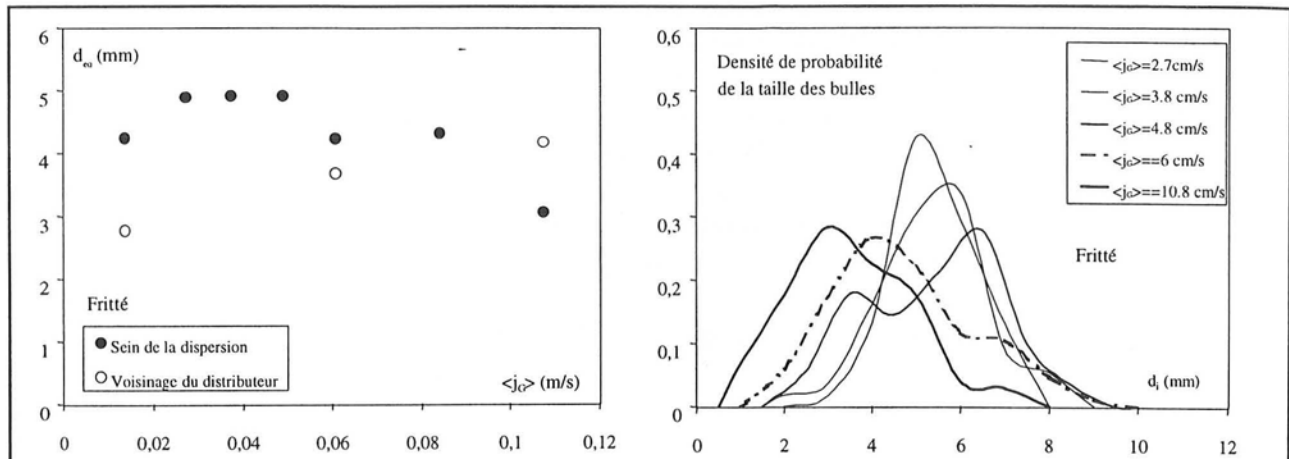 6
5
4
3
2
1
0
d_eq (mm)
Fritté
● Sein de la dispersion
○ Voisinage du distributeur
<j_G> (m/s)
0
0,02
0,04
0,06
0,08
0,1
0,12
0,6
0,5
0,4
0,3
0,2
0,1
0
Densité de probabilité
de la taille des bulles
<j_G>=2.7cm/s
<j_G>=3.8 cm/s
<j_G>=4.8 cm/s
<j_G>==6 cm/s
<j_G>==10.8 cm/s
Fritté
d_i (mm)
0
2
4
6
8
10
12